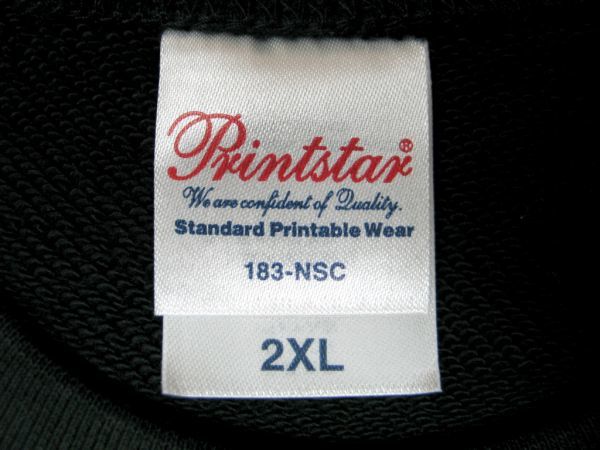 Printstar®
We are confident of Quality.
Standard Printable Wear
183-NSC
2XL